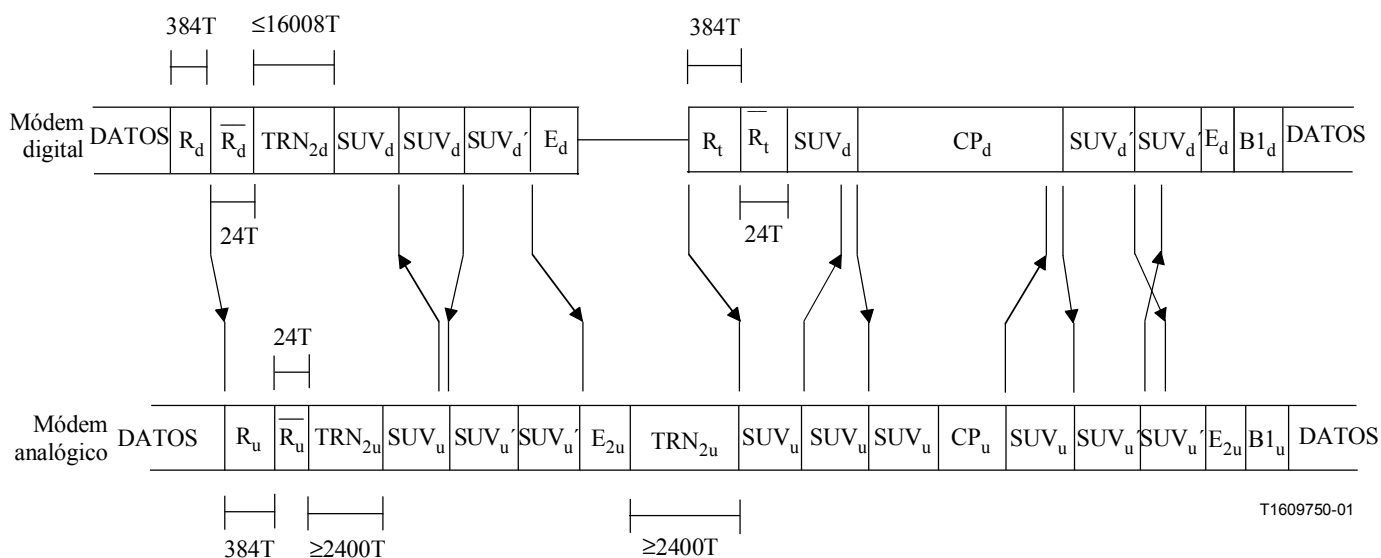 384T ≤16008T 384T
Módem digital DATOS R_d R̅_d TRN_2d SUV_d SUV_d SUV_d´ E_d R_t R̅_t SUV_d CP_d SUV_d´ SUV_d´ E_d B1_d DATOS
24T 24T
24T
Módem analógico DATOS R_u R̅_u TRN_2u SUV_u SUV_u´ SUV_u´ E_2u TRN_2u SUV_u SUV_u SUV_u CP_u SUV_u SUV_u´ SUV_u´ E_2u B1_u DATOS
384T ≥2400T ≥2400T
T1609750-01